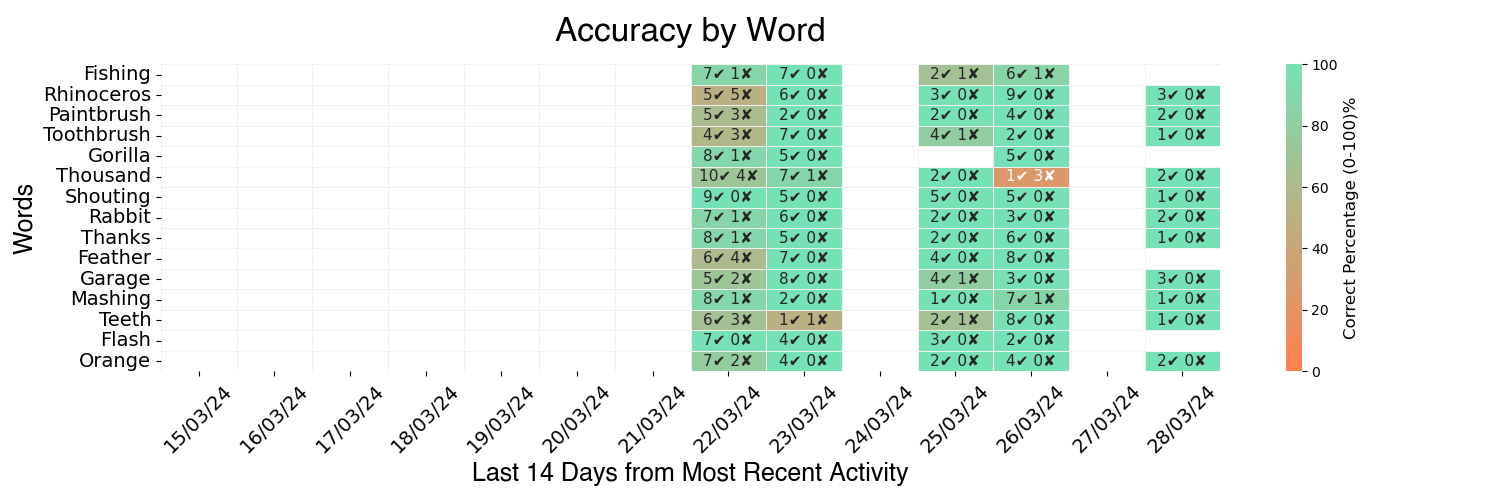 Accuracy by Word
Words
Fishing 7✔ 1✘ 7✔ 0✘ 2✔ 1✘ 6✔ 1✘
Rhinoceros 5✔ 5✘ 6✔ 0✘ 3✔ 0✘ 9✔ 0✘ 3✔ 0✘
Paintbrush 5✔ 3✘ 2✔ 0✘ 2✔ 0✘ 4✔ 0✘ 2✔ 0✘
Toothbrush 4✔ 3✘ 7✔ 0✘ 4✔ 1✘ 2✔ 0✘ 1✔ 0✘
Gorilla 8✔ 1✘ 5✔ 0✘ 5✔ 0✘
Thousand 10✔ 4✘ 7✔ 1✘ 2✔ 0✘ 1✔ 3✘ 2✔ 0✘
Shouting 9✔ 0✘ 5✔ 0✘ 5✔ 0✘ 5✔ 0✘ 1✔ 0✘
Rabbit 7✔ 1✘ 6✔ 0✘ 2✔ 0✘ 3✔ 0✘ 2✔ 0✘
Thanks 8✔ 1✘ 5✔ 0✘ 2✔ 0✘ 6✔ 0✘ 1✔ 0✘
Feather 6✔ 4✘ 7✔ 0✘ 4✔ 0✘ 8✔ 0✘
Garage 5✔ 2✘ 8✔ 0✘ 4✔ 1✘ 3✔ 0✘ 3✔ 0✘
Mashing 8✔ 1✘ 2✔ 0✘ 1✔ 0✘ 7✔ 1✘ 1✔ 0✘
Teeth 6✔ 3✘ 1✔ 1✘ 2✔ 1✘ 8✔ 0✘ 1✔ 0✘
Flash 7✔ 0✘ 4✔ 0✘ 3✔ 0✘ 2✔ 0✘
Orange 7✔ 2✘ 4✔ 0✘ 2✔ 0✘ 4✔ 0✘ 2✔ 0✘
15/03/24 16/03/24 17/03/24 18/03/24 19/03/24 20/03/24 21/03/24 22/03/24 23/03/24 24/03/24 25/03/24 26/03/24 27/03/24 28/03/24
Last 14 Days from Most Recent Activity
100
80
60
40
20
0
Correct Percentage (0-100)%